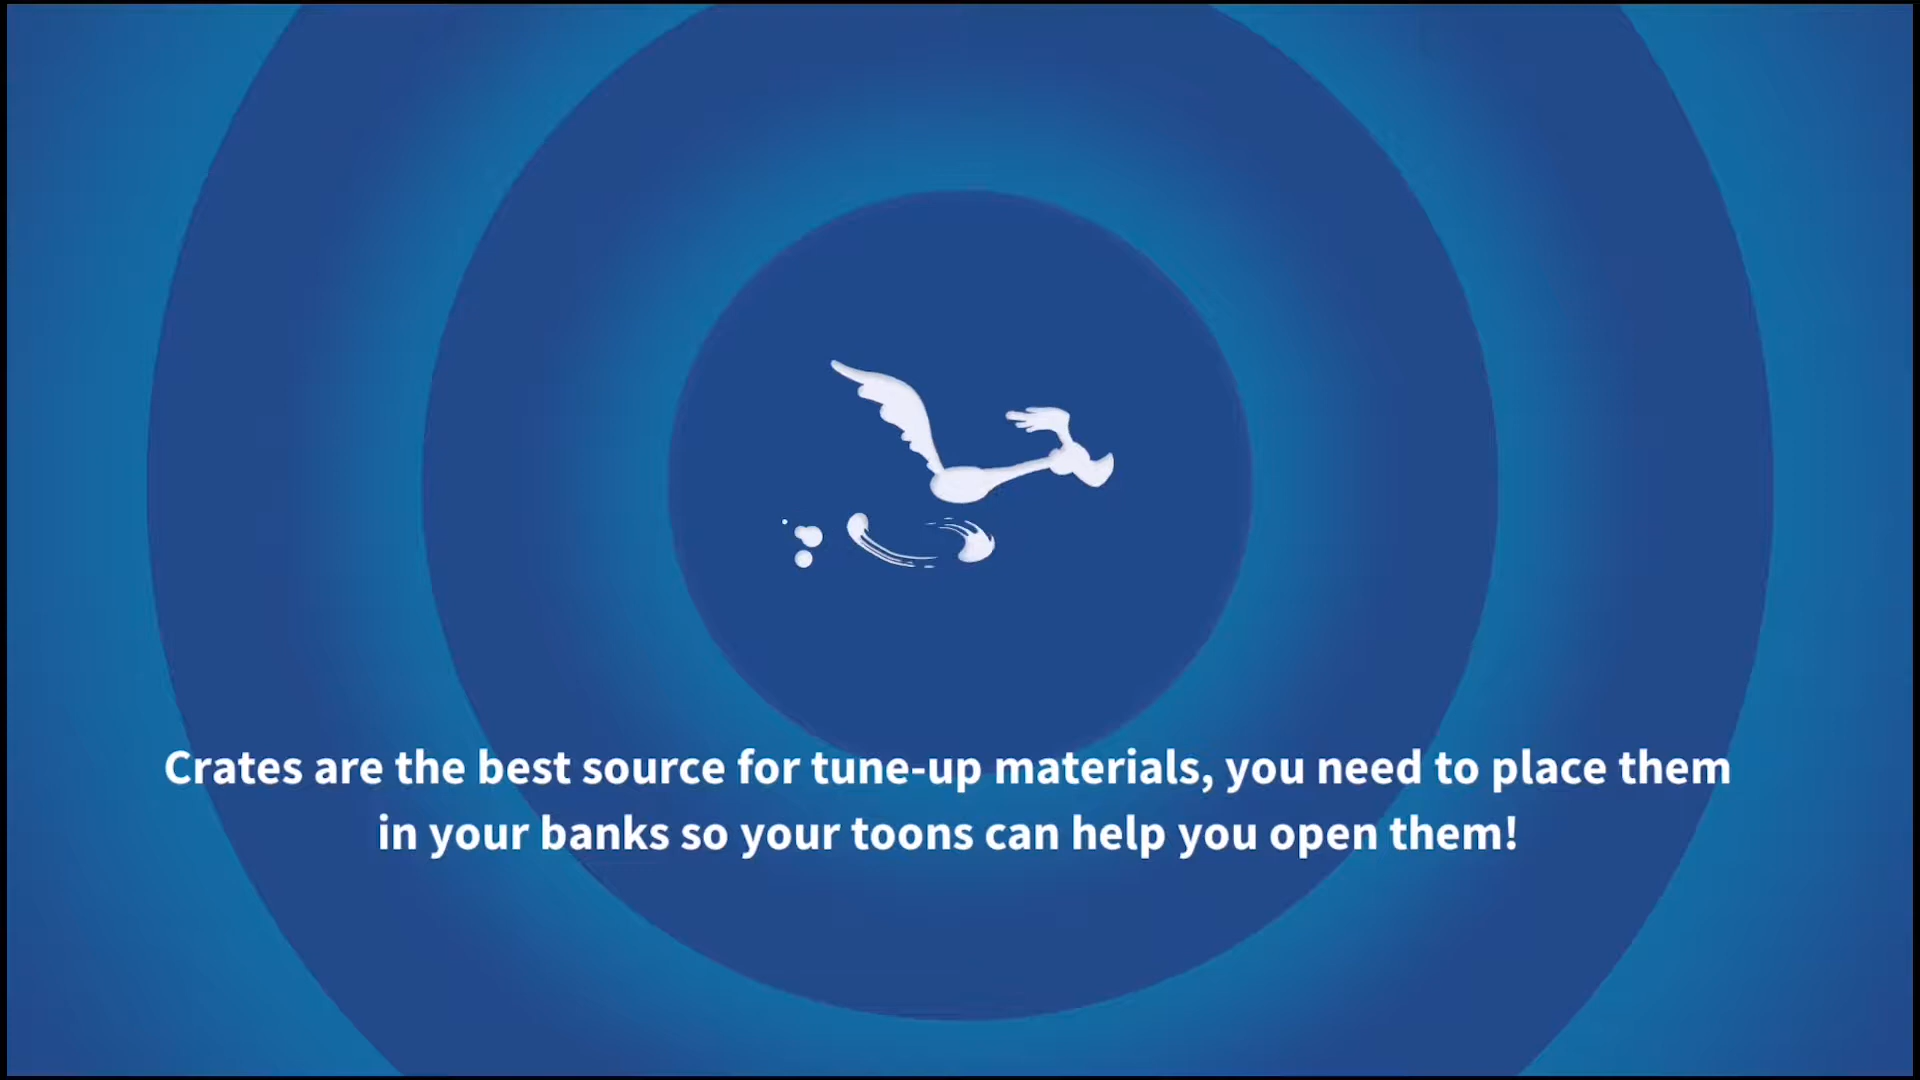 Crates are the best source for tune-up materials, you need to place them
in your banks so your toons can help you open them!